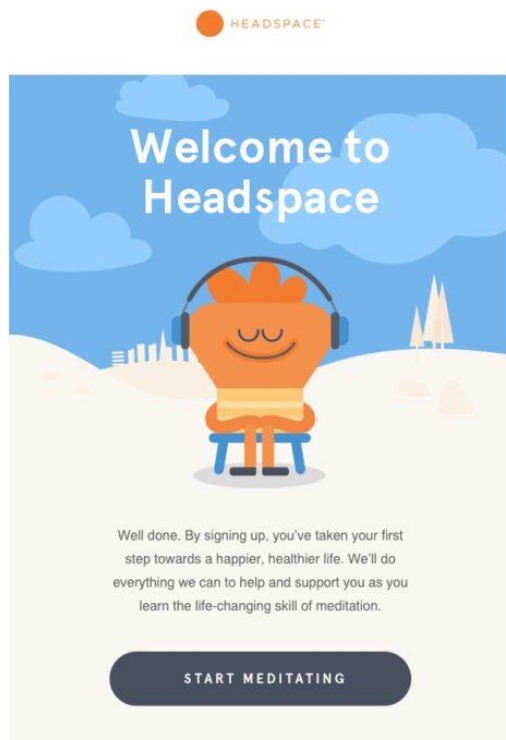 HEADSPACE™
Welcome to
Headspace
Well done. By signing up, you've taken your first
step towards a happier, healthier life. We'll do
everything we can to help and support you as you
learn the life-changing skill of meditation.
START MEDITATING